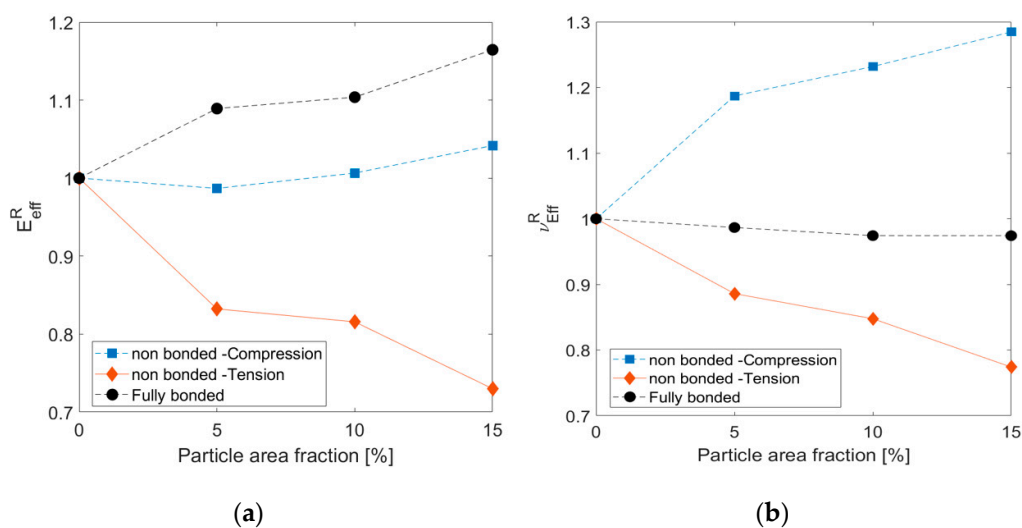 1.2
1.1
1
0.9
0.8
0.7
E^R_eff
non bonded -Compression
non bonded -Tension
Fully bonded
0 5 10 15
Particle area fraction [%]
(a)
1.3
1.2
1.3
1
0.9
0.8
0.7
ν^R_Eff
non bonded -Compression
non bonded -Tension
Fully bonded
0 5 10 15
Particle area fraction [%]
(b)